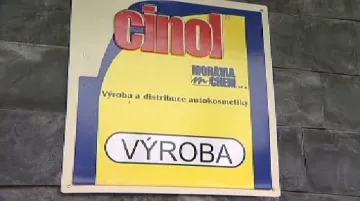 cinol
MORAVIA
CHEM
Výroba a distribuce autokosmetiky
VÝROBA